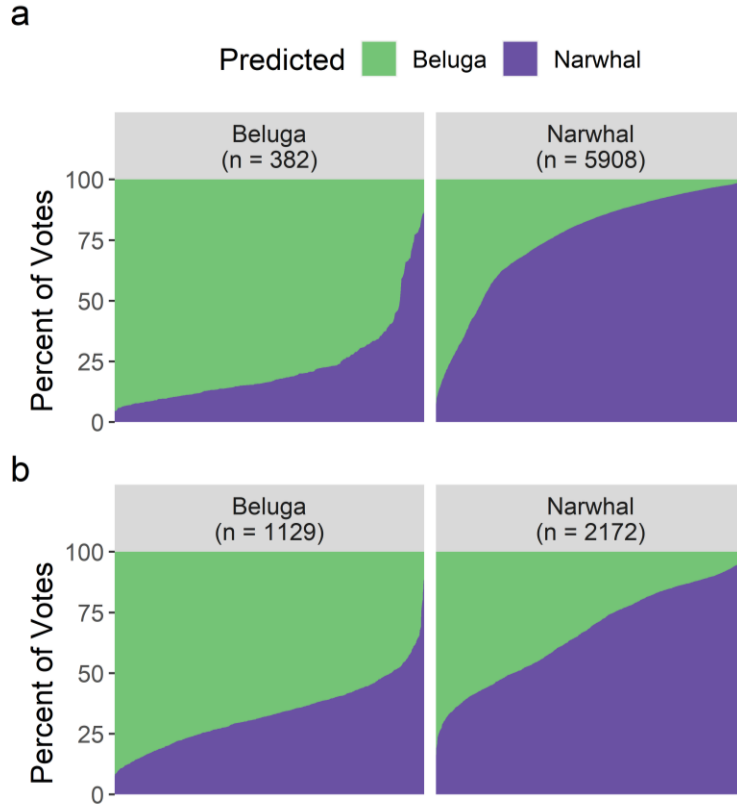 a
Predicted Beluga Narwhal
Beluga
(n = 382)
Narwhal
(n = 5908)
Percent of Votes
100
75
50
25
0
b
Beluga
(n = 1129)
Narwhal
(n = 2172)
Percent of Votes
100
75
50
25
0